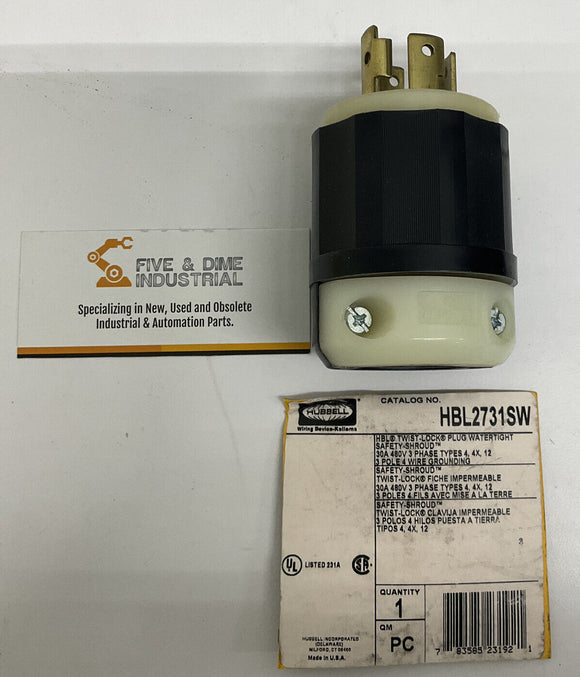 FIVE & DIME
INDUSTRIAL
Specializing in New, Used and Obsolete
Industrial & Automation Parts.
HUBBELL
Wiring Device-Kellems
CATALOG NO.
HBL2731SW
HBL® TWIST-LOCK® PLUG WATERTIGHT
SAFETY-SHROUD™
30A 480V 3 PHASE TYPES 4, 4X, 12
3 POLE 4 WIRE GROUNDING
SAFETY-SHROUD™
TWIST-LOCK® FICHE IMPERMEABLE
30A 480V 3 PHASE TYPES 4, 4X, 12
3 POLES 4 FILS AVEC MISE A LA TERRE
SAFETY-SHROUD™
TWIST-LOCK® CLAVIJA IMPERMEABLE
3 POLOS 4 HILOS PUESTA A TIERRA
TIPOS 4, 4X, 12
3
UL LISTED 231A
SA
QUANTITY
1
QM
PC
HUBBELL INCORPORATED
(DELAWARE)
MILFORD, CT 06460
Made in U.S.A.
7 83585 23192 1